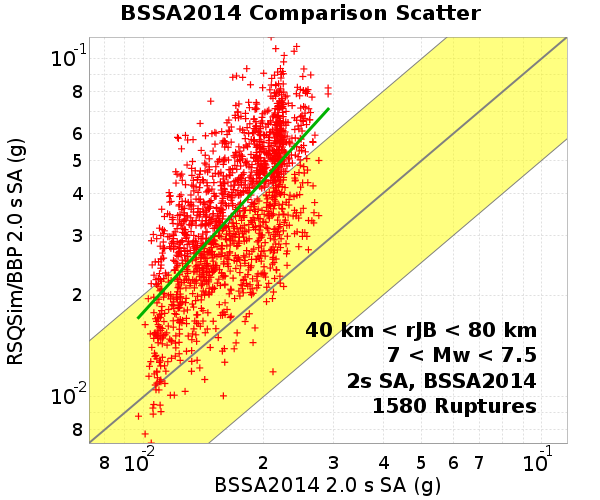 BSSA2014 Comparison Scatter
RSQSim/BBP 2.0 s SA (g)
10-1
8
6
5
4
3
2
10-2
8
40 km < rJB < 80 km
7 < Mw < 7.5
2s SA, BSSA2014
1580 Ruptures
8 10-2 2 3 4 5 6 7 10-1
BSSA2014 2.0 s SA (g)